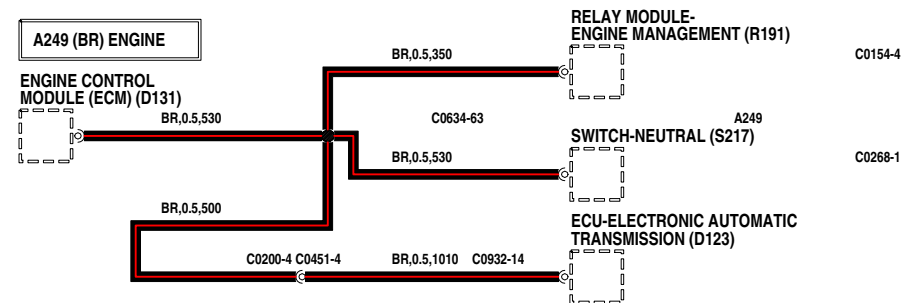 RELAY MODULE-
ENGINE MANAGEMENT (R191)
A249 (BR) ENGINE
BR,0.5,350
C0154-4
ENGINE CONTROL
MODULE (ECM) (D131)
BR,0.5,530
C0634-63
A249
SWITCH-NEUTRAL (S217)
BR,0.5,530
C0268-1
BR,0.5,500
ECU-ELECTRONIC AUTOMATIC
TRANSMISSION (D123)
C0200-4 C0451-4
BR,0.5,1010
C0932-14